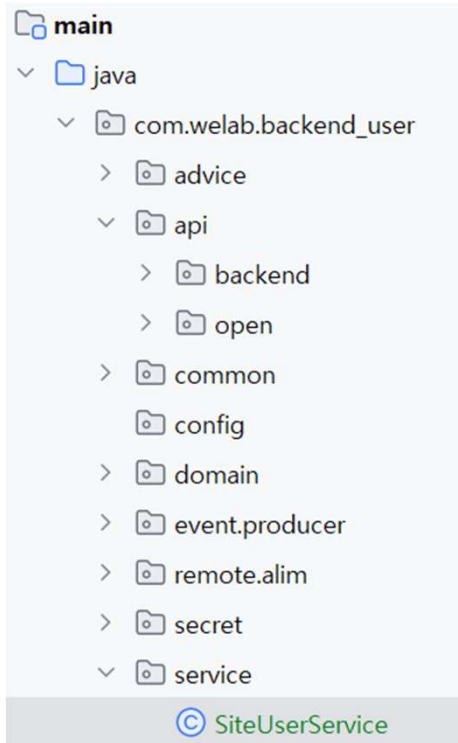 main
java
com.welab.backend_user
advice
api
backend
open
common
config
domain
event.producer
remote.alim
secret
service
SiteUserService